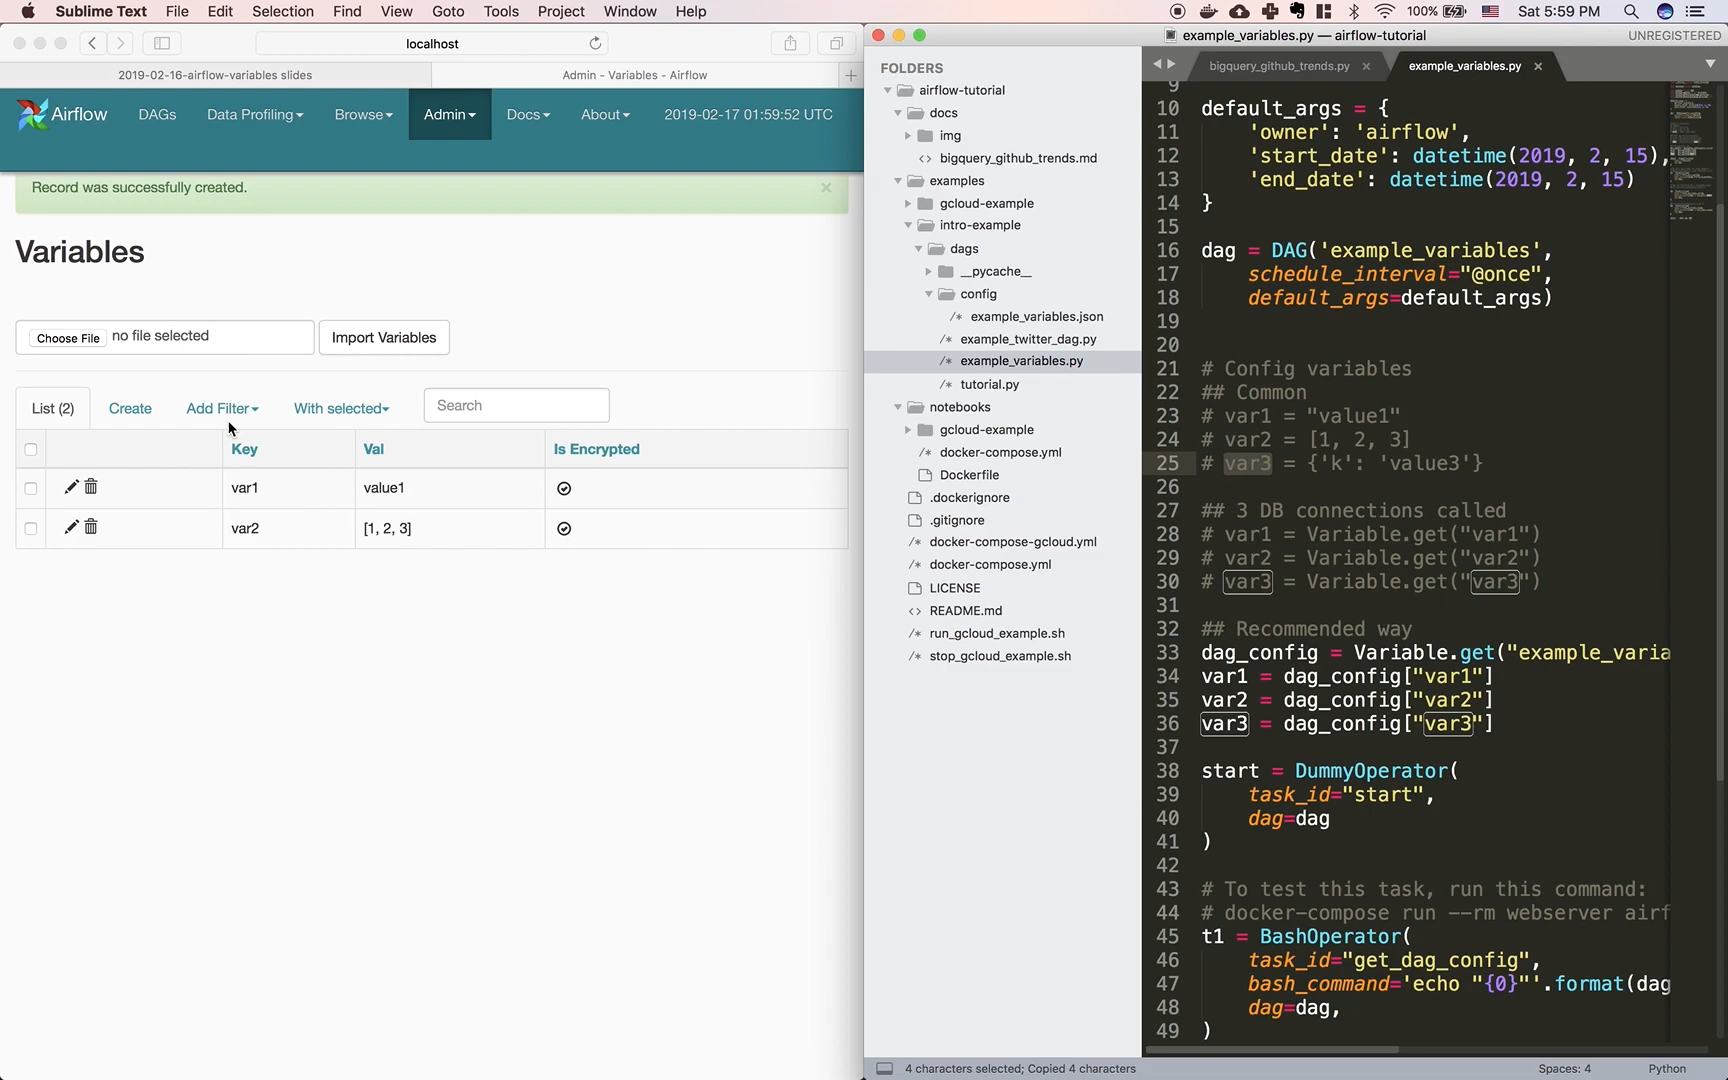 Sublime Text File Edit Selection Find View Goto Tools Project Window Help
100% Sat 5:59 PM
localhost
2019-02-16-airflow-variables slides
Admin - Variables - Airflow
Airflow DAGs Data Profiling Browse Admin Docs About 2019-02-17 01:59:52 UTC
Record was successfully created. ×
Variables
Choose File no file selected Import Variables
List (2) Create Add Filter With selected Search
Key Val Is Encrypted
var1 value1
var2 [1, 2, 3]
example_variables.py — airflow-tutorial
UNREGISTERED
FOLDERS
airflow-tutorial
docs
img
<> bigquery_github_trends.md
examples
gcloud-example
intro-example
dags
__pycache__
config
/* example_variables.json
/* example_twitter_dag.py
/* example_variables.py
/* tutorial.py
notebooks
gcloud-example
/* docker-compose.yml
Dockerfile
.dockerignore
.gitignore
/* docker-compose-gcloud.yml
/* docker-compose.yml
LICENSE
<> README.md
/* run_gcloud_example.sh
/* stop_gcloud_example.sh
bigquery_github_trends.py ×
example_variables.py ×
9
10 default_args = {
11 'owner': 'airflow',
12 'start_date': datetime(2019, 2, 15),
13 'end_date': datetime(2019, 2, 15)
14 }
15
16 dag = DAG('example_variables',
17 schedule_interval="@once",
18 default_args=default_args)
19
20
21 # Config variables
22 ## Common
23 # var1 = "value1"
24 # var2 = [1, 2, 3]
25 # var3 = {'k': 'value3'}
26
27 ## 3 DB connections called
28 # var1 = Variable.get("var1")
29 # var2 = Variable.get("var2")
30 # var3 = Variable.get("var3")
31
32 ## Recommended way
33 dag_config = Variable.get("example_varia
34 var1 = dag_config["var1"]
35 var2 = dag_config["var2"]
36 var3 = dag_config["var3"]
37
38 start = DummyOperator(
39 task_id="start",
40 dag=dag
41 )
42
43 # To test this task, run this command:
44 # docker-compose run --rm webserver airf
45 t1 = BashOperator(
46 task_id="get_dag_config",
47 bash_command='echo "{0}"'.format(dag
48 dag=dag,
49 )
4 characters selected; Copied 4 characters
Spaces: 4 Python